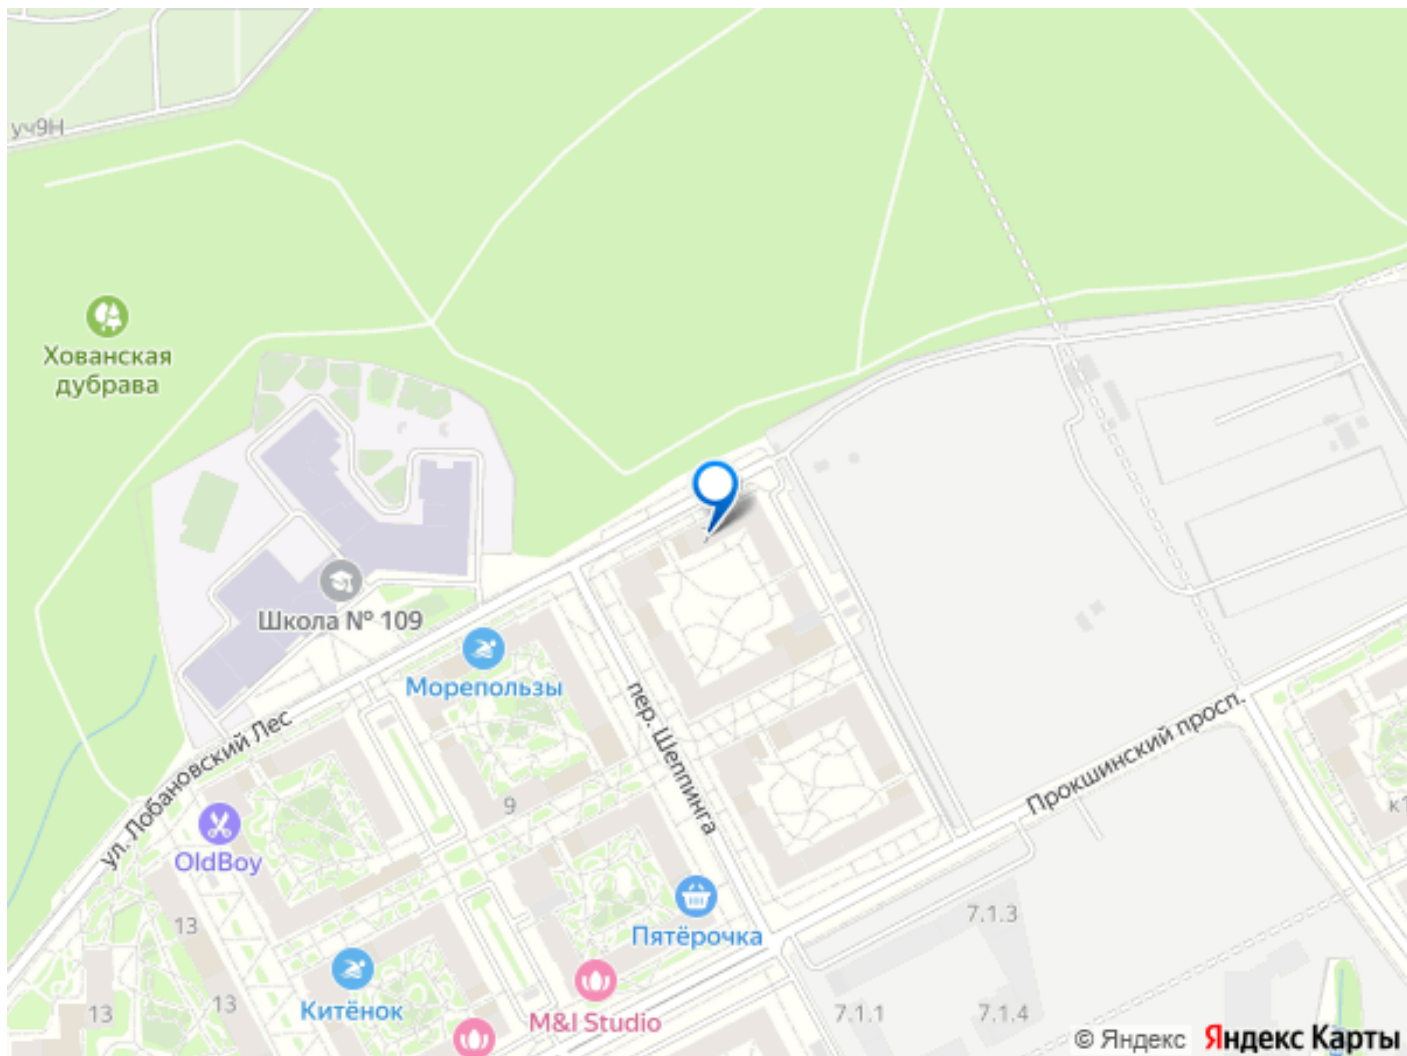 уч9Н
Хованская
дубрава
Школа № 109
Морепользы
ул. Лобановский Лес
пер. Шеппинга
Прокшинский просп.
9
OldBoy
13
Пятёрочка
7.1.3
Китёнок
13
13
M&I Studio
7.1.1
7.1.4
© Яндекс Яндекс Карты